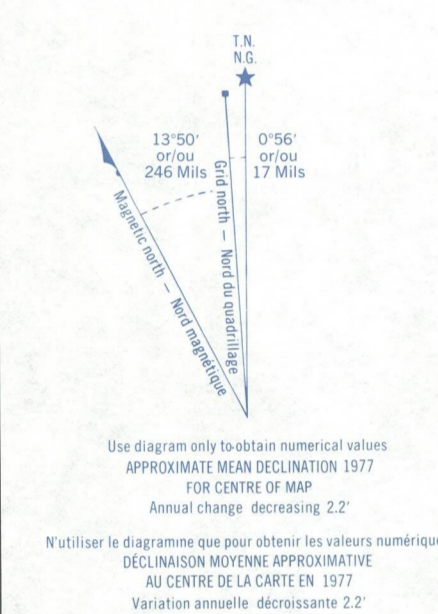 T.N.
N.G.
13°50'
or/ou
246 Mils
0°56'
or/ou
17 Mils
Magnetic north — Nord magnétique
Grid north — Nord du quadrillage
Use diagram only to obtain numerical values
APPROXIMATE MEAN DECLINATION 1977
FOR CENTRE OF MAP
Annual change decreasing 2.2'
N'utiliser le diagramme que pour obtenir les valeurs numérique
DÉCLINAISON MOYENNE APPROXIMATIVE
AU CENTRE DE LA CARTE EN 1977
Variation annuelle décroissante 2.2'